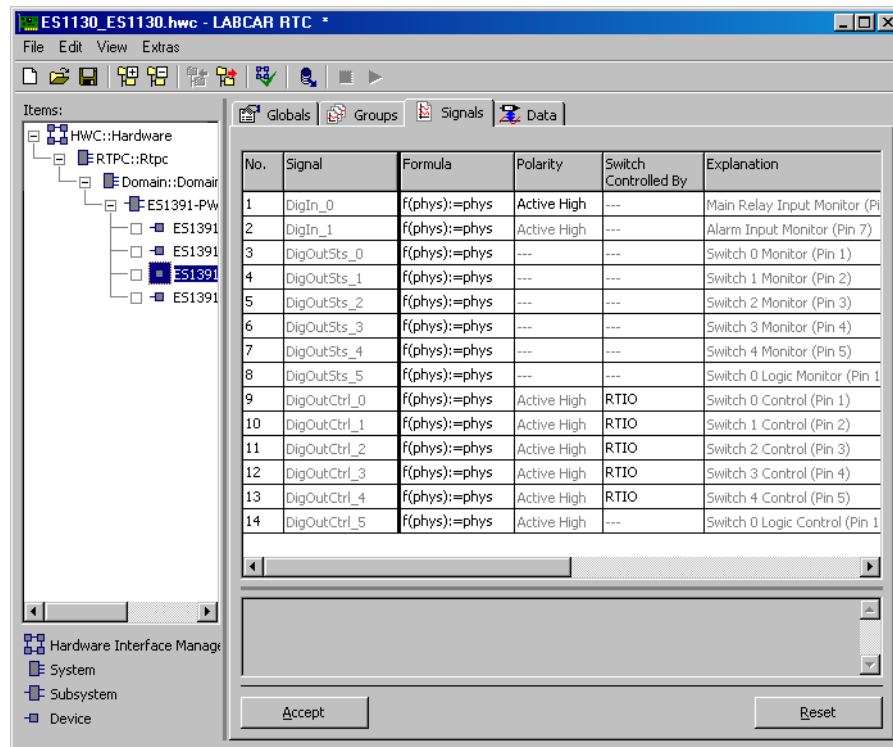 ES1130_ES1130.hwc - LABCAR RTC *
File Edit View Extras
Items:
HWC::Hardware
RTPC::Rtpc
Domain::Domair
ES1391-PW
ES1391
ES1391
ES1391
ES1391
Hardware Interface Manage
System
Subsystem
Device
Globals Groups Signals Data
No. Signal Formula Polarity Switch Controlled By Explanation
1 DigIn_0 f(phys):=phys Active High --- Main Relay Input Monitor (Pi
2 DigIn_1 f(phys):=phys Active High --- Alarm Input Monitor (Pin 7)
3 DigOutSts_0 f(phys):=phys --- --- Switch 0 Monitor (Pin 1)
4 DigOutSts_1 f(phys):=phys --- --- Switch 1 Monitor (Pin 2)
5 DigOutSts_2 f(phys):=phys --- --- Switch 2 Monitor (Pin 3)
6 DigOutSts_3 f(phys):=phys --- --- Switch 3 Monitor (Pin 4)
7 DigOutSts_4 f(phys):=phys --- --- Switch 4 Monitor (Pin 5)
8 DigOutSts_5 f(phys):=phys --- --- Switch 0 Logic Monitor (Pin 1
9 DigOutCtrl_0 f(phys):=phys Active High RTIO Switch 0 Control (Pin 1)
10 DigOutCtrl_1 f(phys):=phys Active High RTIO Switch 1 Control (Pin 2)
11 DigOutCtrl_2 f(phys):=phys Active High RTIO Switch 2 Control (Pin 3)
12 DigOutCtrl_3 f(phys):=phys Active High RTIO Switch 3 Control (Pin 4)
13 DigOutCtrl_4 f(phys):=phys Active High RTIO Switch 4 Control (Pin 5)
14 DigOutCtrl_5 f(phys):=phys Active High --- Switch 0 Logic Control (Pin 1
Accept Reset